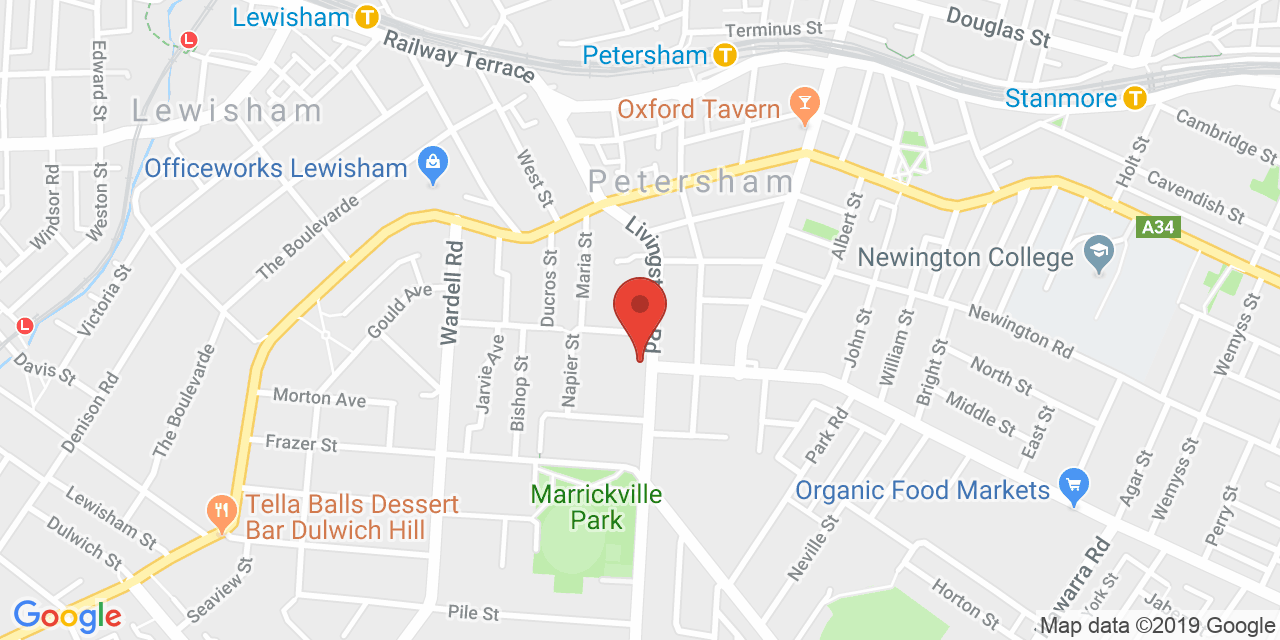 Lewisham T
Douglas St
Terminus St
Railway Terrace
Petersham T
Edward St
L
Stanmore T
Lewisham
Oxford Tavern
Cambridge St
Officeworks Lewisham
Holt St
West St
Petersham
Cavendish St
Windsor Rd
Weston St
The Boulevarde
Albert St
A34
Livingst
Rd
Maria St
Newington College
Wardell Rd
Ducros St
Victoria St
Gould Ave
L
Newington Rd
John St
William St
Wemyss St
Davis St
Jarvie Ave
Napier St
Bright St
North St
Denison Rd
The Boulevarde
Morton Ave
Bishop St
Middle St
East St
Park Rd
Frazer St
Agar St
Wemyss St
Organic Food Markets
Marrickville
Park
Tella Balls Dessert
Bar Dulwich Hill
Lewisham St
Perry St
Dulwich St
Neville St
Seaview St
Horton St
York St
Pile St
Google
Map data ©2019 Google